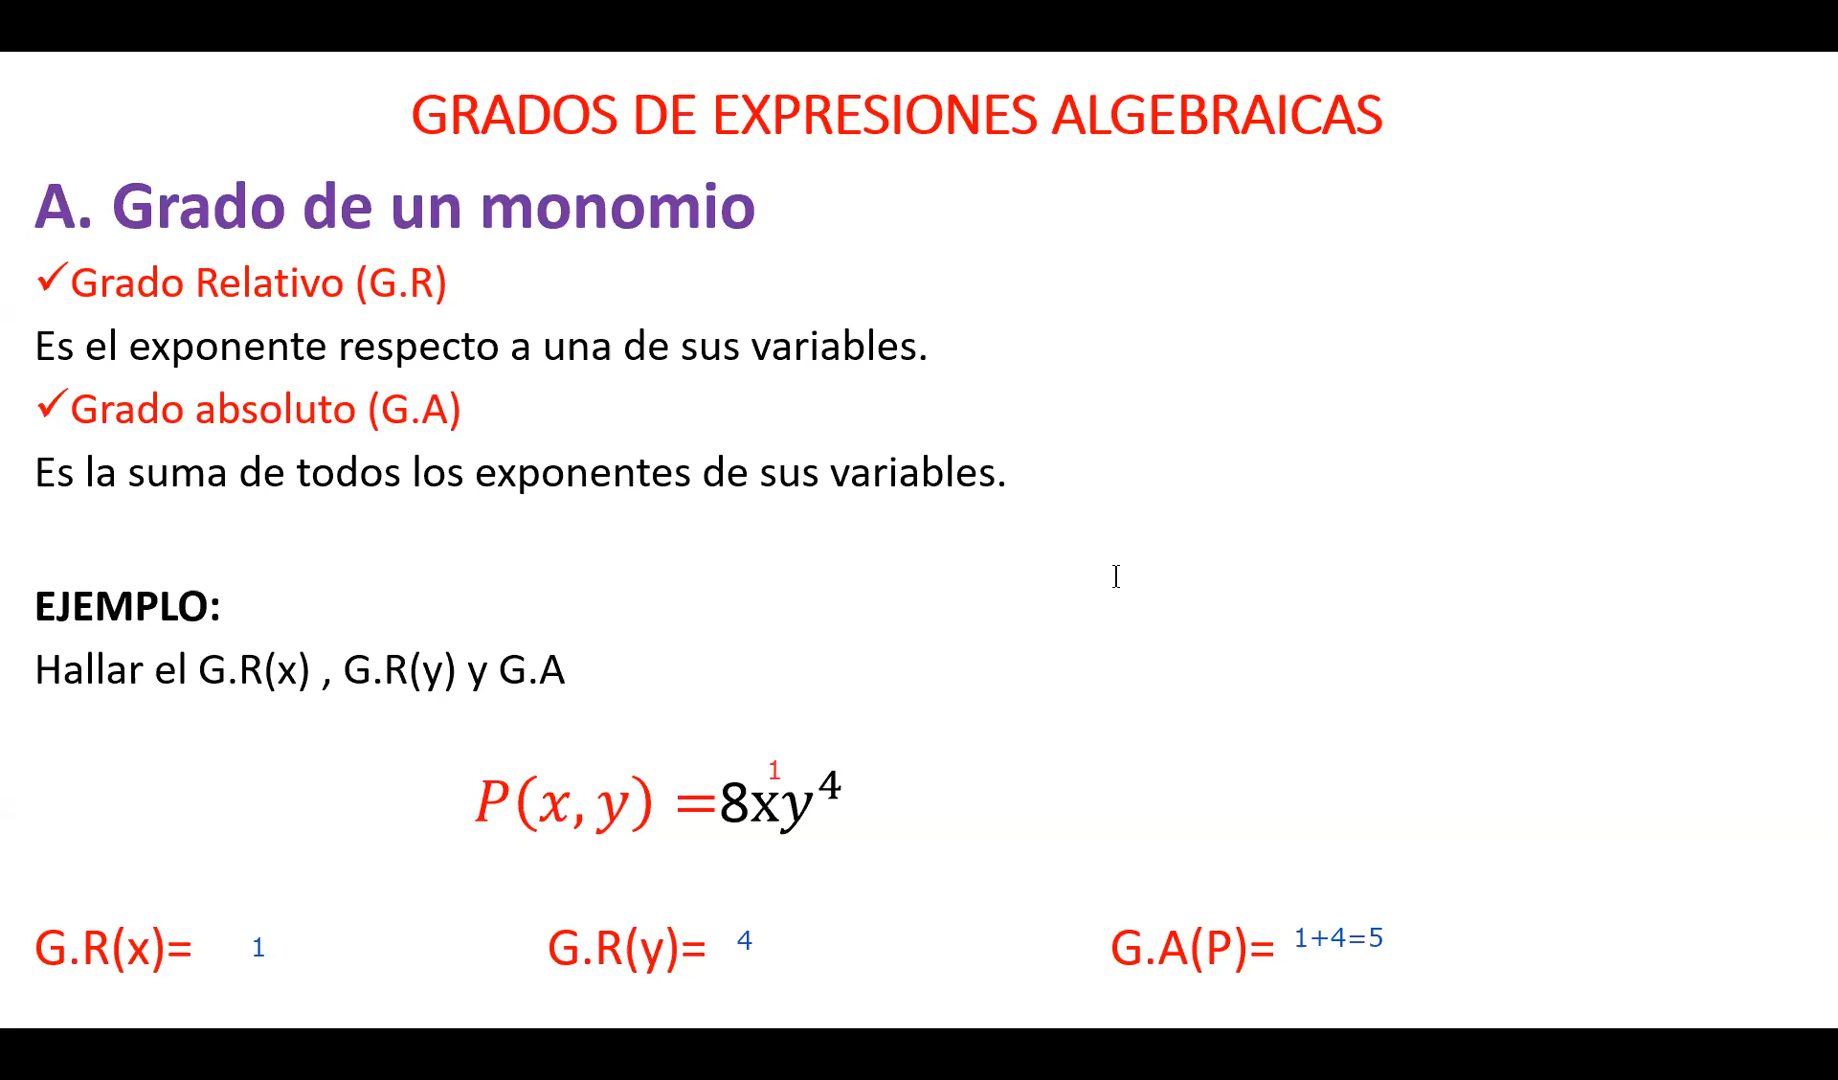 GRADOS DE EXPRESIONES ALGEBRAICAS
A. Grado de un monomio
✓Grado Relativo (G.R)
Es el exponente respecto a una de sus variables.
✓Grado absoluto (G.A)
Es la suma de todos los exponentes de sus variables.
EJEMPLO:
Hallar el G.R(x) , G.R(y) y G.A
P(x, y) =8x¹y⁴
G.R(x)= 1 G.R(y)= 4 G.A(P)= 1+4=5